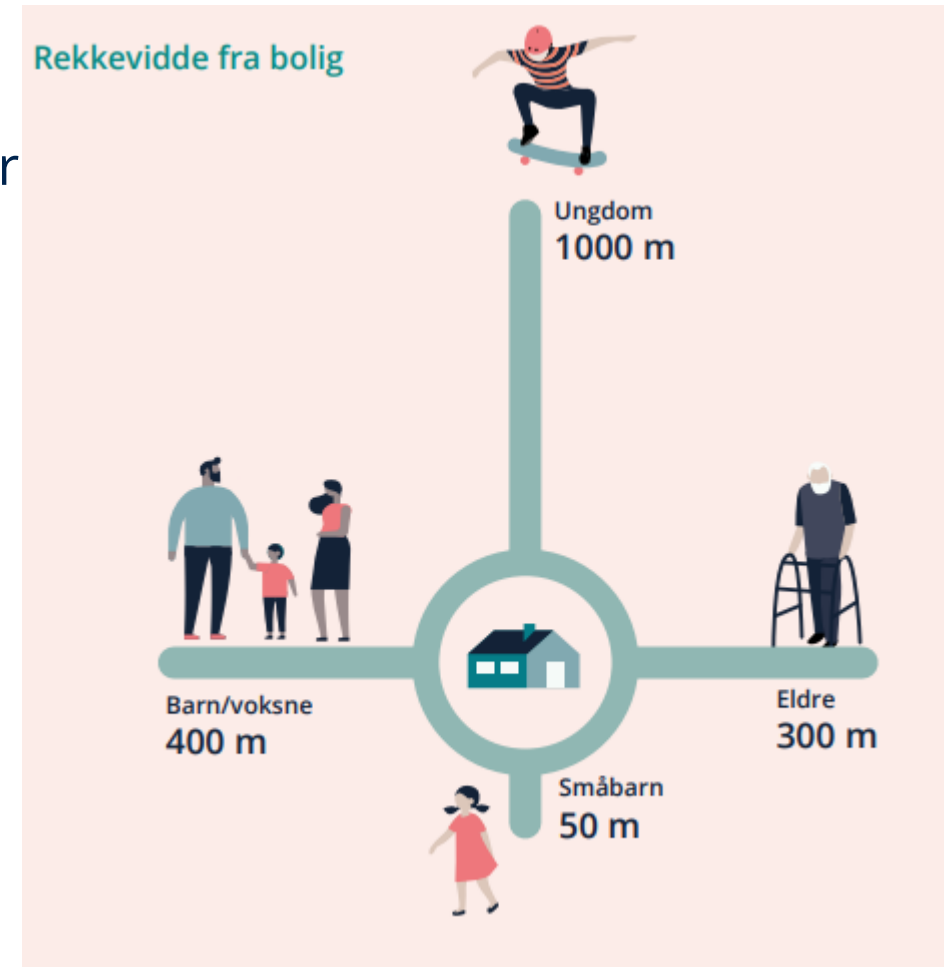 Rekkevidde fra bolig
r
Ungdom
1000 m
Barn/voksne
400 m
Eldre
300 m
Småbarn
50 m